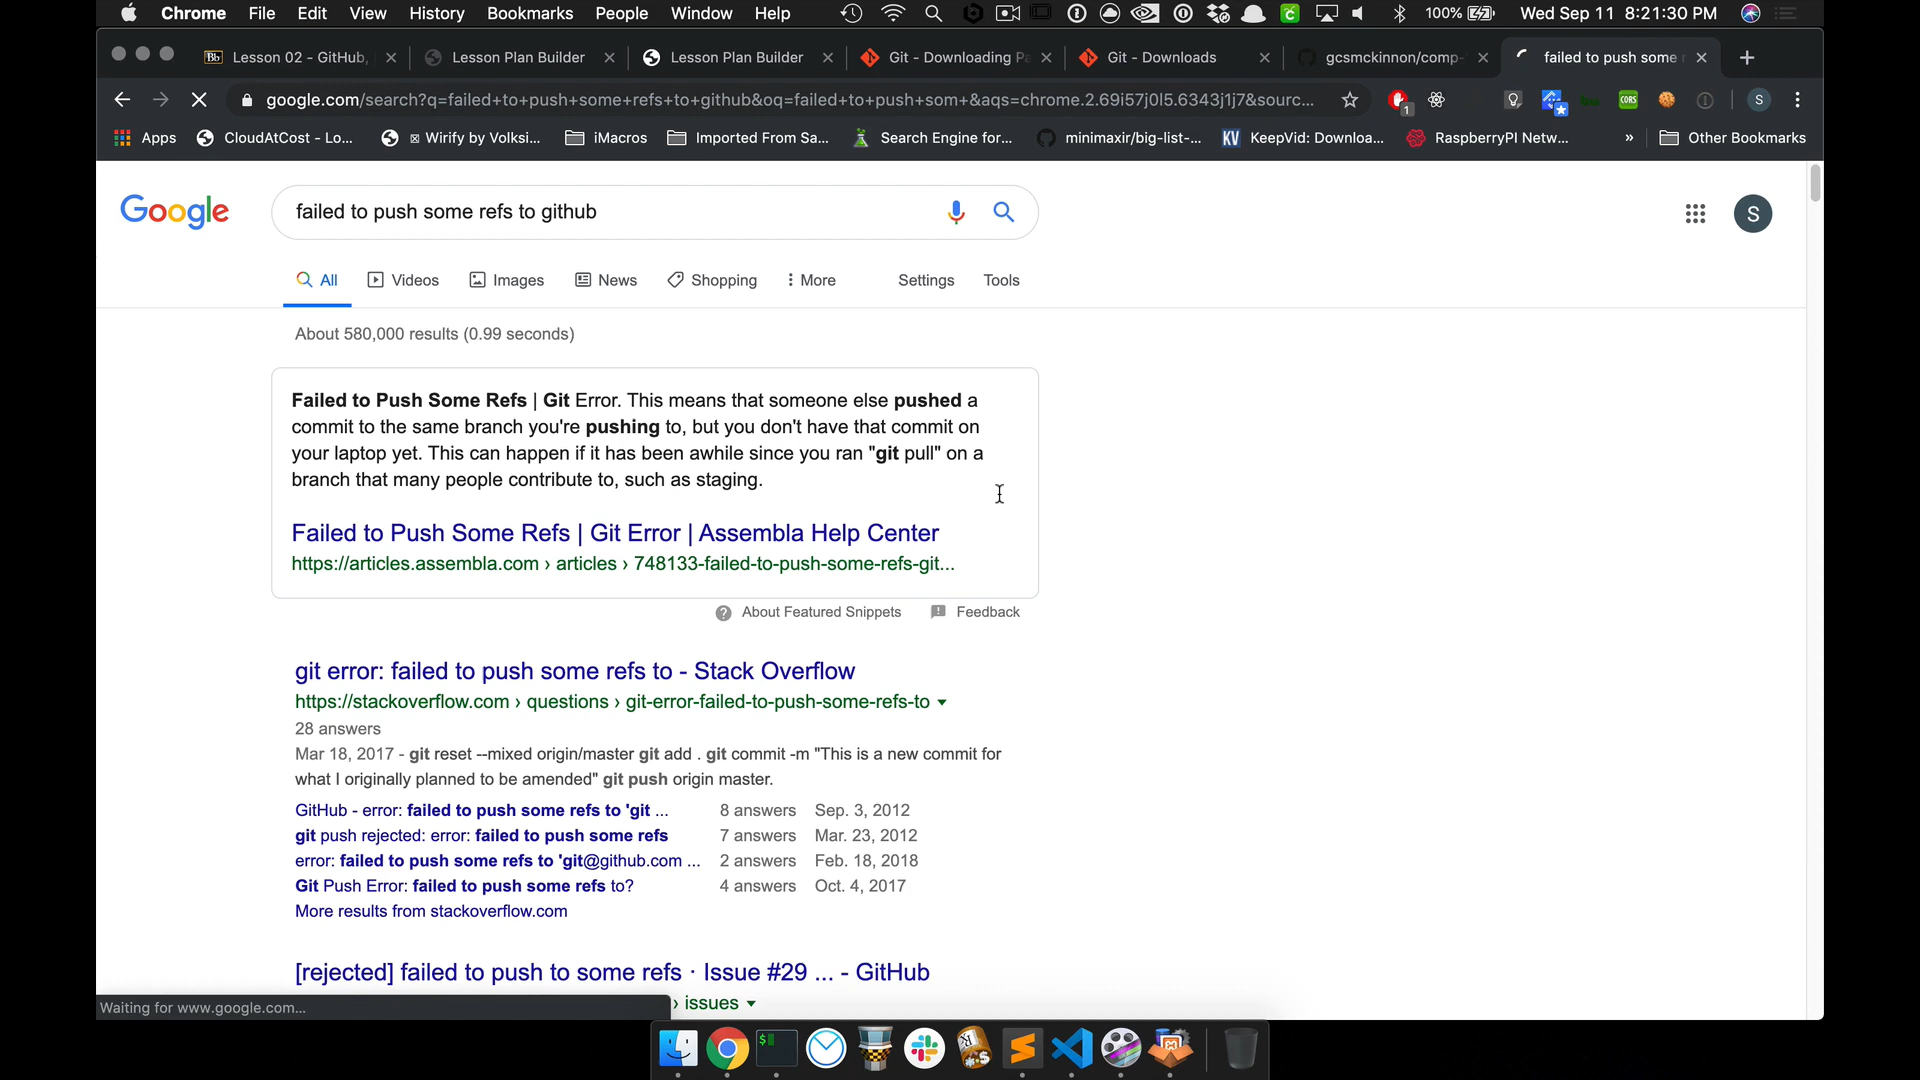 Chrome File Edit View History Bookmarks People Window Help 100% Wed Sep 11 8:21:30 PM
Bb Lesson 02 - GitHub, Lesson Plan Builder Lesson Plan Builder Git - Downloading Pa Git - Downloads gcsmckinnon/comp- failed to push some r
google.com/search?q=failed+to+push+some+refs+to+github&oq=failed+to+push+som+&aqs=chrome.2.69i57j0l5.6343j1j7&sourc... 1 CORS S
Apps CloudAtCost - Lo... Wirify by Volksi... iMacros Imported From Sa... Search Engine for... minimaxir/big-list-... KV KeepVid: Downloa... RaspberryPI Netw... » Other Bookmarks
Google failed to push some refs to github S
All Videos Images News Shopping More Settings Tools
About 580,000 results (0.99 seconds)
Failed to Push Some Refs | Git Error. This means that someone else pushed a
commit to the same branch you're pushing to, but you don't have that commit on
your laptop yet. This can happen if it has been awhile since you ran "git pull" on a
branch that many people contribute to, such as staging.
Failed to Push Some Refs | Git Error | Assembla Help Center
https://articles.assembla.com › articles › 748133-failed-to-push-some-refs-git...
About Featured Snippets Feedback
git error: failed to push some refs to - Stack Overflow
https://stackoverflow.com › questions › git-error-failed-to-push-some-refs-to
28 answers
Mar 18, 2017 - git reset --mixed origin/master git add . git commit -m "This is a new commit for
what I originally planned to be amended" git push origin master.
GitHub - error: failed to push some refs to 'git ... 8 answers Sep. 3, 2012
git push rejected: error: failed to push some refs 7 answers Mar. 23, 2012
error: failed to push some refs to 'git@github.com ... 2 answers Feb. 18, 2018
Git Push Error: failed to push some refs to? 4 answers Oct. 4, 2017
More results from stackoverflow.com
[rejected] failed to push to some refs · Issue #29 ... - GitHub
› issues
Waiting for www.google.com...